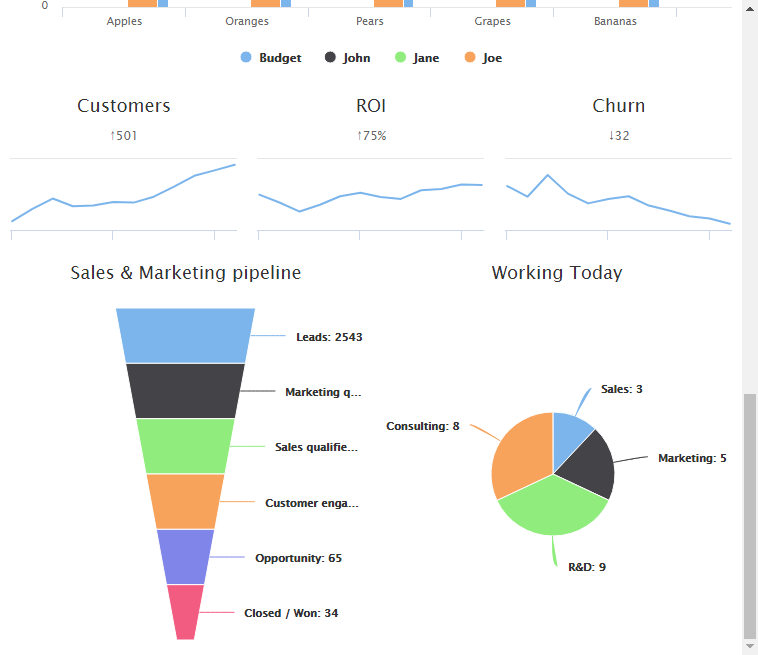 0
Apples Oranges Pears Grapes Bananas
Budget John Jane Joe
Customers ROI Churn
↑501 ↑75% ↓32
Sales & Marketing pipeline Working Today
Leads: 2543
Marketing q...
Sales qualifie...
Customer enga...
Opportunity: 65
Closed / Won: 34
Sales: 3
Consulting: 8
Marketing: 5
R&D: 9